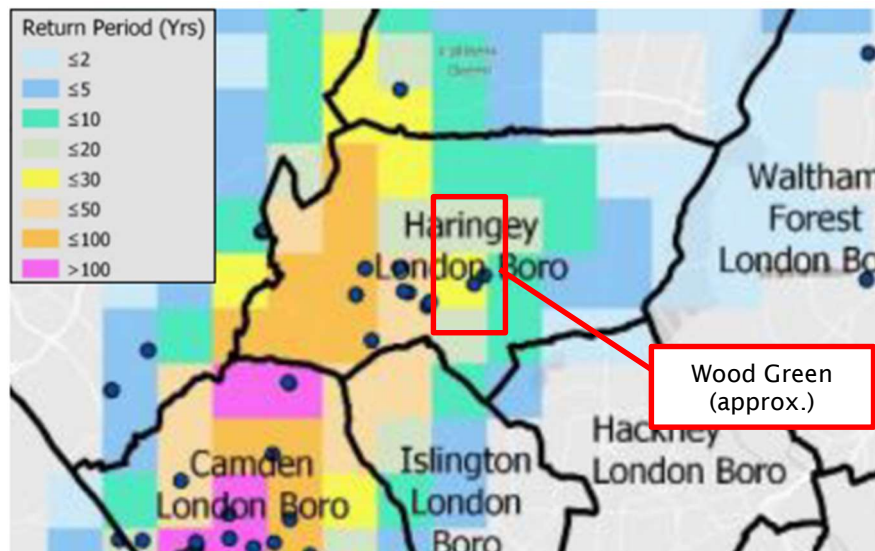 Return Period (Yrs)
≤2
≤5
≤10
≤20
≤30
≤50
≤100
>100
Waltham
Forest
London Bo
Haringey
London Boro
Wood Green
(approx.)
Hackney
London Boro
Camden
London Boro
Islington
London
Boro